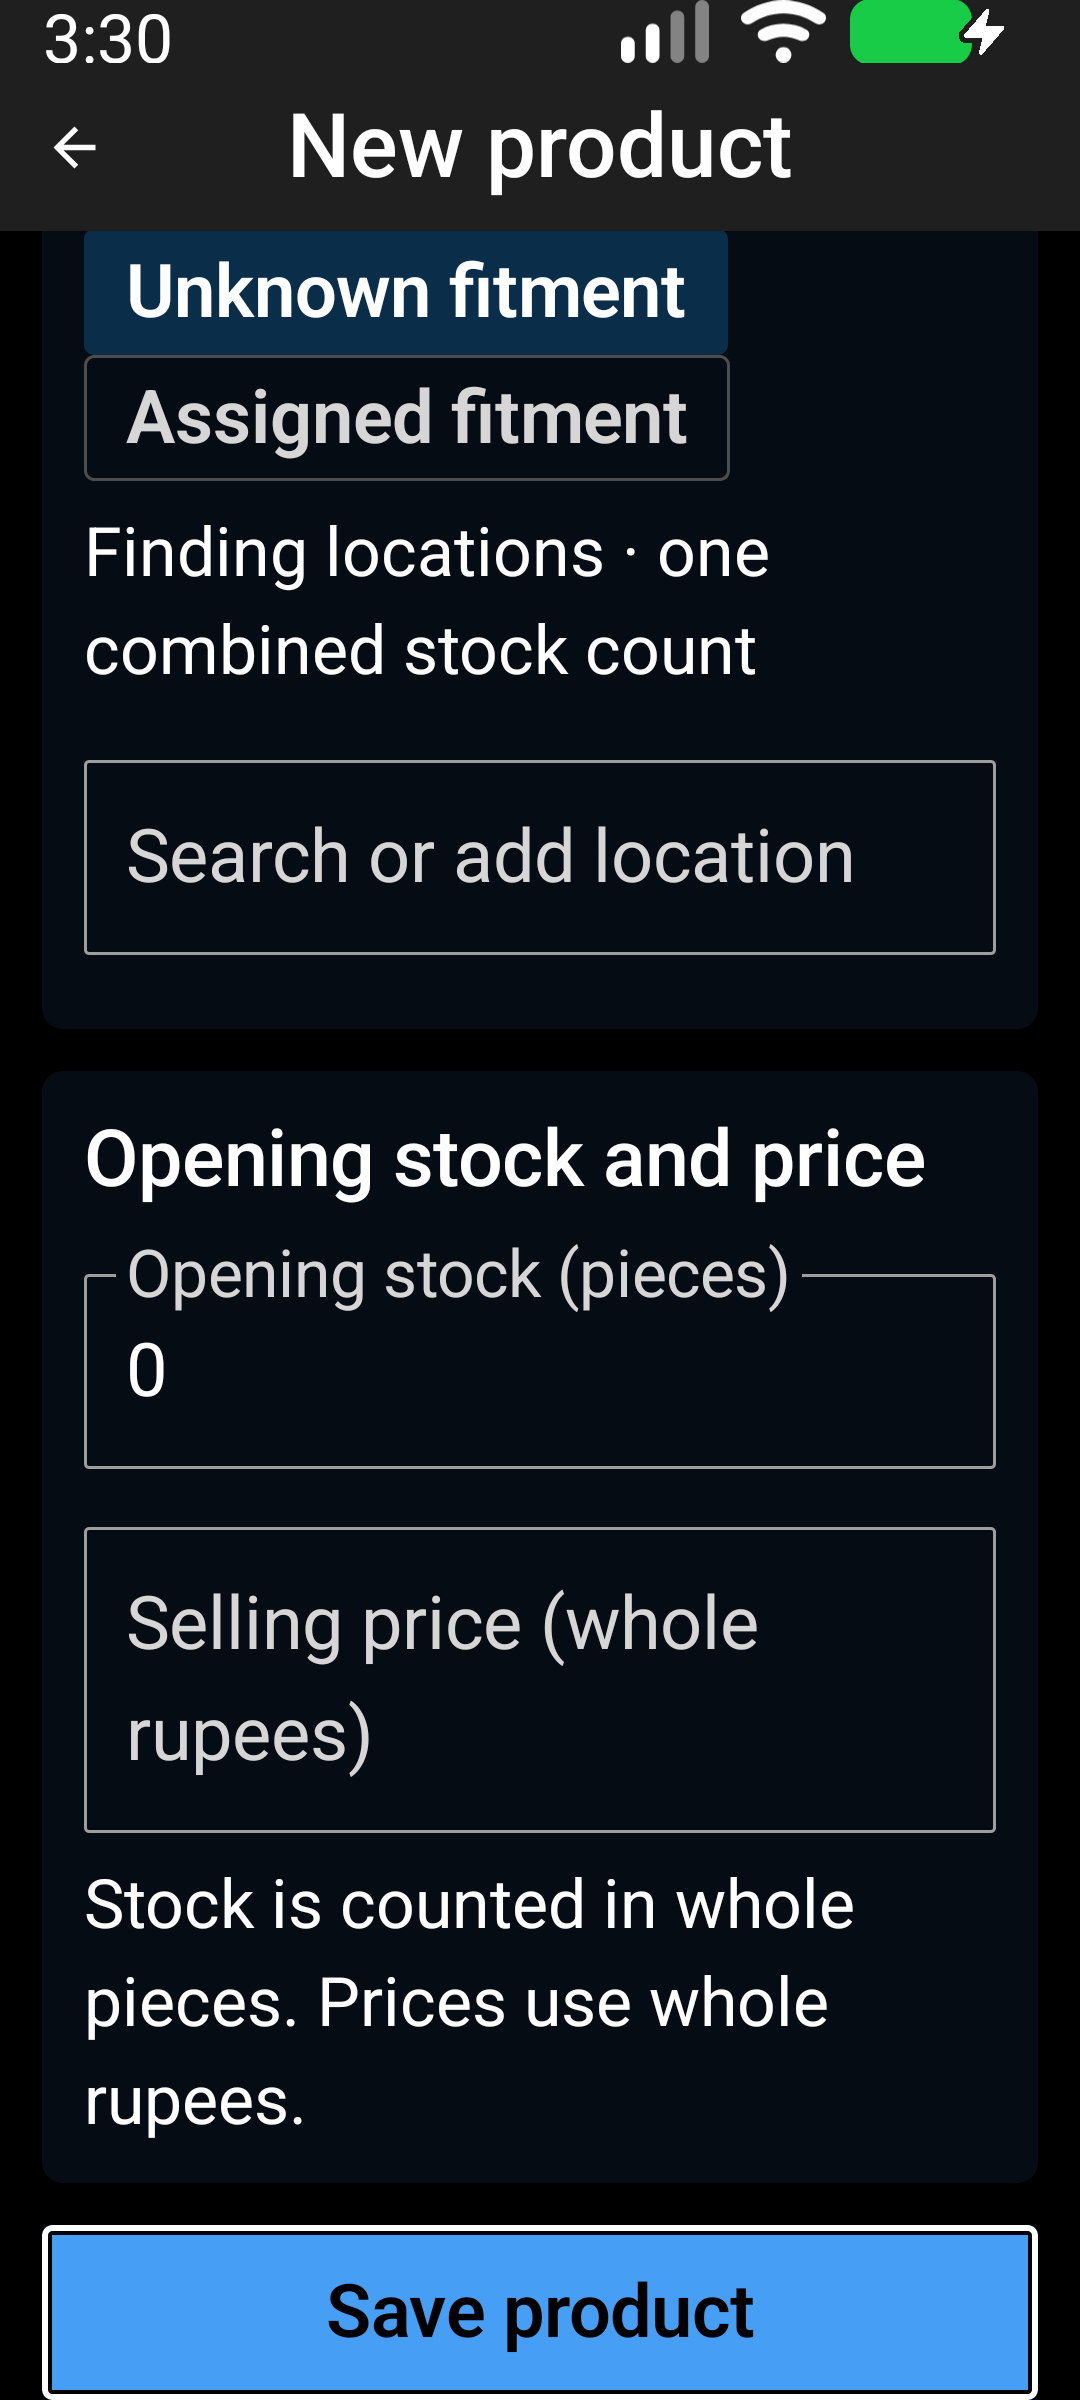 3:30
New product
Unknown fitment
Assigned fitment
Finding locations · one
combined stock count
Search or add location
Opening stock and price
Opening stock (pieces)
0
Selling price (whole
rupees)
Stock is counted in whole
pieces. Prices use whole
rupees.
Save product